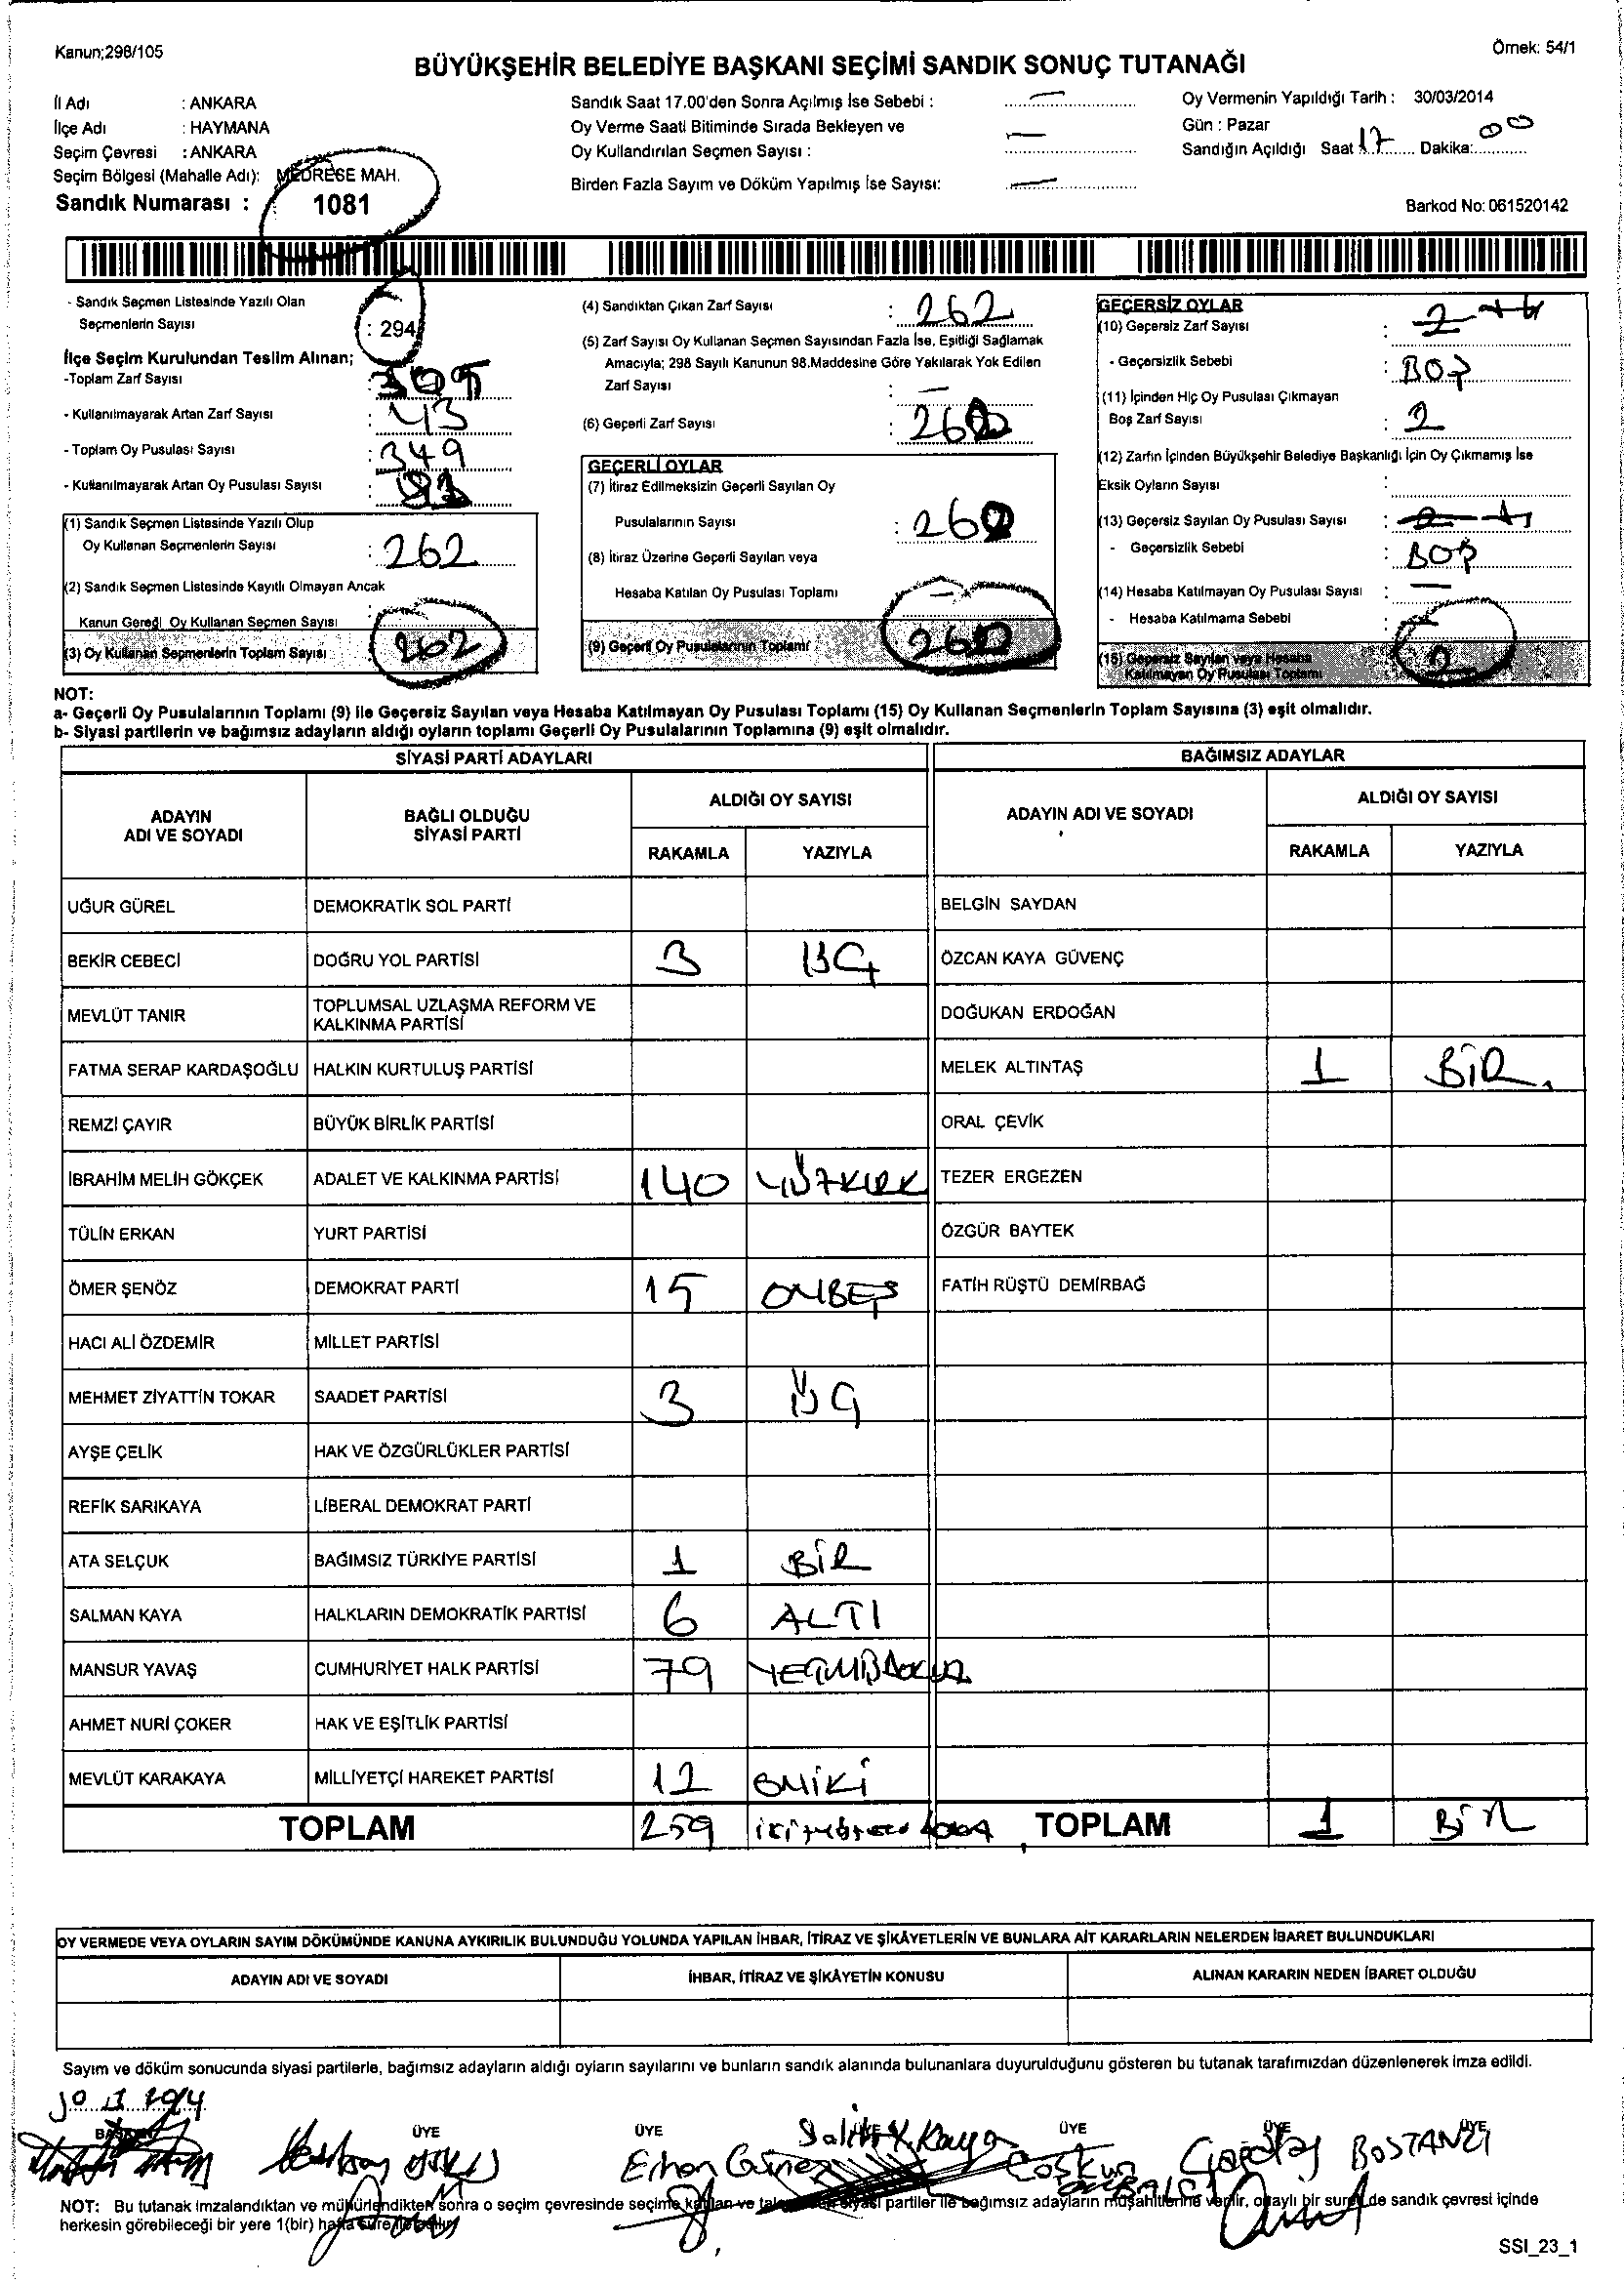 Kanun;298/105
Örnek: 54/1
BÜYÜKŞEHİR BELEDİYE BAŞKANI SEÇİMİ SANDIK SONUÇ TUTANAĞI
İl Adı : ANKARA
İlçe Adı : HAYMANA
Seçim Çevresi : ANKARA
Seçim Bölgesi (Mahalle Adı): MEDRESE MAH.
Sandık Numarası : 1081
Sandık Saat 17.00'den Sonra Açılmış İse Sebebi : —
Oy Verme Saati Bitiminde Sırada Bekleyen ve
Oy Kullandırılan Seçmen Sayısı : —
Birden Fazla Sayım ve Döküm Yapılmış İse Sayısı: —
Oy Vermenin Yapıldığı Tarih : 30/03/2014
Gün : Pazar
Sandığın Açıldığı Saat 17 Dakika: 00
Barkod No: 061520142
- Sandık Seçmen Listesinde Yazılı Olan
Seçmenlerin Sayısı : 294
İlçe Seçim Kurulundan Teslim Alınan;
-Toplam Zarf Sayısı :
- Kullanılmayarak Artan Zarf Sayısı : 43
- Toplam Oy Pusulası Sayısı : 349
- Kullanılmayarak Artan Oy Pusulası Sayısı :
(1) Sandık Seçmen Listesinde Yazılı Olup
Oy Kullanan Seçmenlerin Sayısı : 262
(2) Sandık Seçmen Listesinde Kayıtlı Olmayan Ancak
Kanun Gereği Oy Kullanan Seçmen Sayısı :
(3) Oy Kullanan Seçmenlerin Toplam Sayısı 262
(4) Sandıktan Çıkan Zarf Sayısı : 262
(5) Zarf Sayısı Oy Kullanan Seçmen Sayısından Fazla İse, Eşitliği Sağlamak
Amacıyla; 298 Sayılı Kanunun 98.Maddesine Göre Yakılarak Yok Edilen
Zarf Sayısı : —
(6) Geçerli Zarf Sayısı : 260
GEÇERLİ OYLAR
(7) İtiraz Edilmeksizin Geçerli Sayılan Oy
Pusulalarının Sayısı : 260
(8) İtiraz Üzerine Geçerli Sayılan veya
Hesaba Katılan Oy Pusulası Toplamı —
(9) Geçerli Oy Pusulalarının Toplamı : 260
GEÇERSİZ OYLAR
(10) Geçersiz Zarf Sayısı :
- Geçersizlik Sebebi : BOŞ
(11) İçinden Hiç Oy Pusulası Çıkmayan
Boş Zarf Sayısı : 2
(12) Zarfın İçinden Büyükşehir Belediye Başkanlığı İçin Oy Çıkmamış İse
Eksik Oyların Sayısı :
(13) Geçersiz Sayılan Oy Pusulası Sayısı :
- Geçersizlik Sebebi : BOŞ
(14) Hesaba Katılmayan Oy Pusulası Sayısı : —
- Hesaba Katılmama Sebebi :
(15) Geçersiz Sayılan veya Hesaba
Katılmayan Oy Pusulası Toplamı 2
NOT:
a- Geçerli Oy Pusulalarının Toplamı (9) ile Geçersiz Sayılan veya Hesaba Katılmayan Oy Pusulası Toplamı (15) Oy Kullanan Seçmenlerin Toplam Sayısına (3) eşit olmalıdır.
b- Siyasi partilerin ve bağımsız adayların aldığı oyların toplamı Geçerli Oy Pusulalarının Toplamına (9) eşit olmalıdır.
SİYASİ PARTİ ADAYLARI BAĞIMSIZ ADAYLAR
ADAYIN ADI VE SOYADI BAĞLI OLDUĞU SİYASİ PARTİ ALDIĞI OY SAYISI ADAYIN ADI VE SOYADI ALDIĞI OY SAYISI
RAKAMLA YAZIYLA RAKAMLA YAZIYLA
UĞUR GÜREL DEMOKRATİK SOL PARTİ BELGİN SAYDAN
BEKİR CEBECİ DOĞRU YOL PARTİSİ 3 ÜÇ ÖZCAN KAYA GÜVENÇ
MEVLÜT TANIR TOPLUMSAL UZLAŞMA REFORM VE KALKINMA PARTİSİ DOĞUKAN ERDOĞAN
FATMA SERAP KARDAŞOĞLU HALKIN KURTULUŞ PARTİSİ MELEK ALTINTAŞ 1 BİR.
REMZİ ÇAYIR BÜYÜK BİRLİK PARTİSİ ORAL ÇEVİK
İBRAHİM MELİH GÖKÇEK ADALET VE KALKINMA PARTİSİ 140 YÜZKIRK TEZER ERGEZEN
TÜLİN ERKAN YURT PARTİSİ ÖZGÜR BAYTEK
ÖMER ŞENÖZ DEMOKRAT PARTİ 15 ONBEŞ FATİH RÜŞTÜ DEMİRBAĞ
HACI ALİ ÖZDEMİR MİLLET PARTİSİ
MEHMET ZİYATTİN TOKAR SAADET PARTİSİ 3 ÜÇ
AYŞE ÇELİK HAK VE ÖZGÜRLÜKLER PARTİSİ
REFİK SARIKAYA LİBERAL DEMOKRAT PARTİ
ATA SELÇUK BAĞIMSIZ TÜRKİYE PARTİSİ 1 BİR
SALMAN KAYA HALKLARIN DEMOKRATİK PARTİSİ 6 ALTI
MANSUR YAVAŞ CUMHURİYET HALK PARTİSİ 79
AHMET NURİ ÇOKER HAK VE EŞİTLİK PARTİSİ
MEVLÜT KARAKAYA MİLLİYETÇİ HAREKET PARTİSİ 12 ONİKİ
TOPLAM 259 TOPLAM 1 BİR
OY VERMEDE VEYA OYLARIN SAYIM DÖKÜMÜNDE KANUNA AYKIRILIK BULUNDUĞU YOLUNDA YAPILAN İHBAR, İTİRAZ VE ŞİKÂYETLERİN VE BUNLARA AİT KARARLARIN NELERDEN İBARET BULUNDUKLARI
ADAYIN ADI VE SOYADI İHBAR, İTİRAZ VE ŞİKÂYETİN KONUSU ALINAN KARARIN NEDEN İBARET OLDUĞU
Sayım ve döküm sonucunda siyasi partilerle, bağımsız adayların aldığı oyların sayılarını ve bunların sandık alanında bulunanlara duyurulduğunu gösteren bu tutanak tarafımızdan düzenlenerek imza edildi.
BAŞKAN ÜYE ÜYE ÜYE ÜYE ÜYE
Erhan Coşkun BOSTANCI
NOT: Bu tutanak imzalandıktan ve mühürlendikten sonra o seçim çevresinde seçime katılan ve siyasi partiler ile bağımsız adayların müşahitlerine verilir, onaylı bir sureti de sandık çevresi içinde
herkesin görebileceği bir yere 1(bir) hafta süre ile asılır.
SSI_23_1